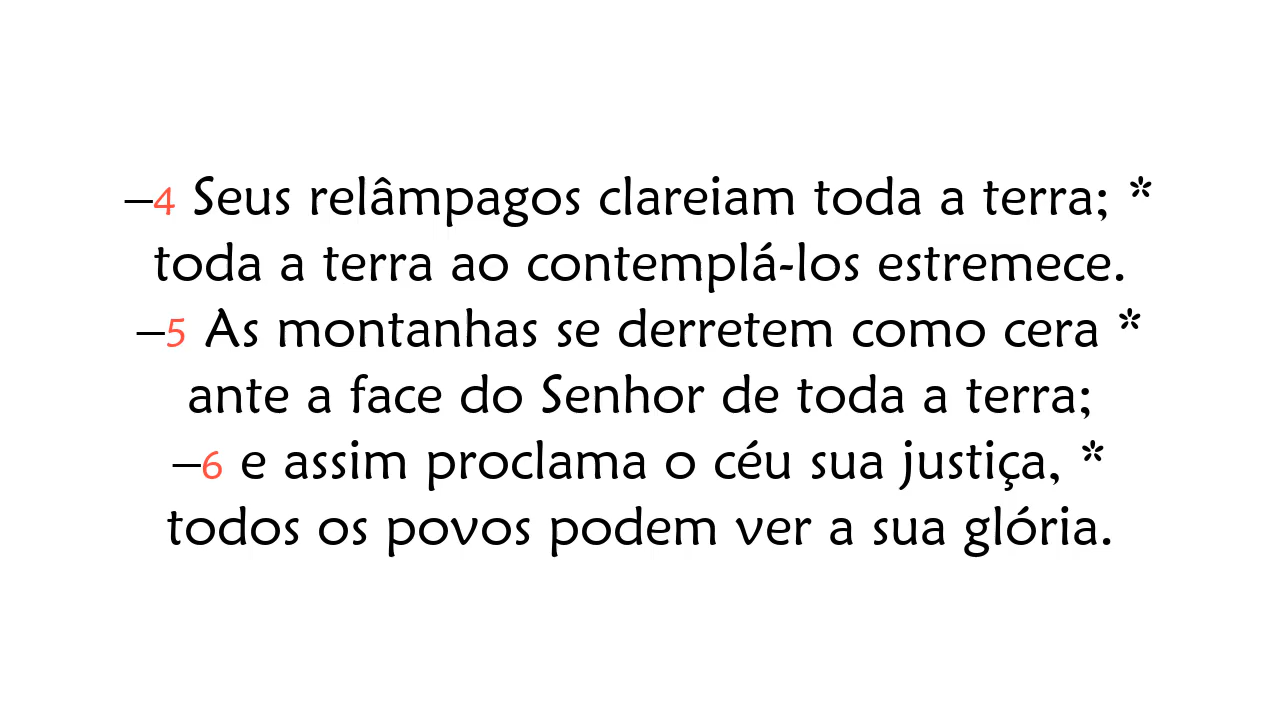 –4 Seus relâmpagos clareiam toda a terra; *
toda a terra ao contemplá-los estremece.
–5 As montanhas se derretem como cera *
ante a face do Senhor de toda a terra;
–6 e assim proclama o céu sua justiça, *
todos os povos podem ver a sua glória.